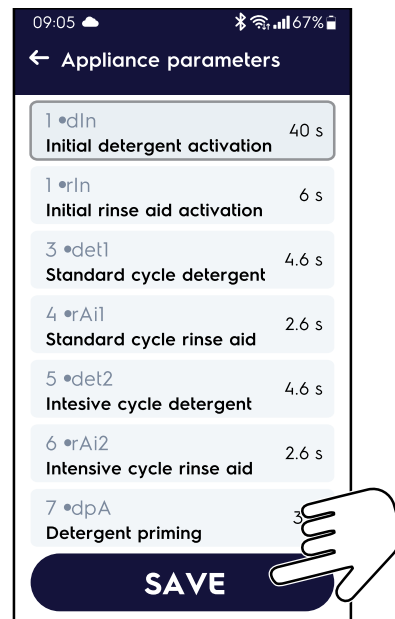 09:05 67%
← Appliance parameters
1 •dIn
Initial detergent activation 40 s
1 •rIn
Initial rinse aid activation 6 s
3 •det1
Standard cycle detergent 4.6 s
4 •rAi1
Standard cycle rinse aid 2.6 s
5 •det2
Intesive cycle detergent 4.6 s
6 •rAi2
Intensive cycle rinse aid 2.6 s
7 •dpA
Detergent priming
SAVE